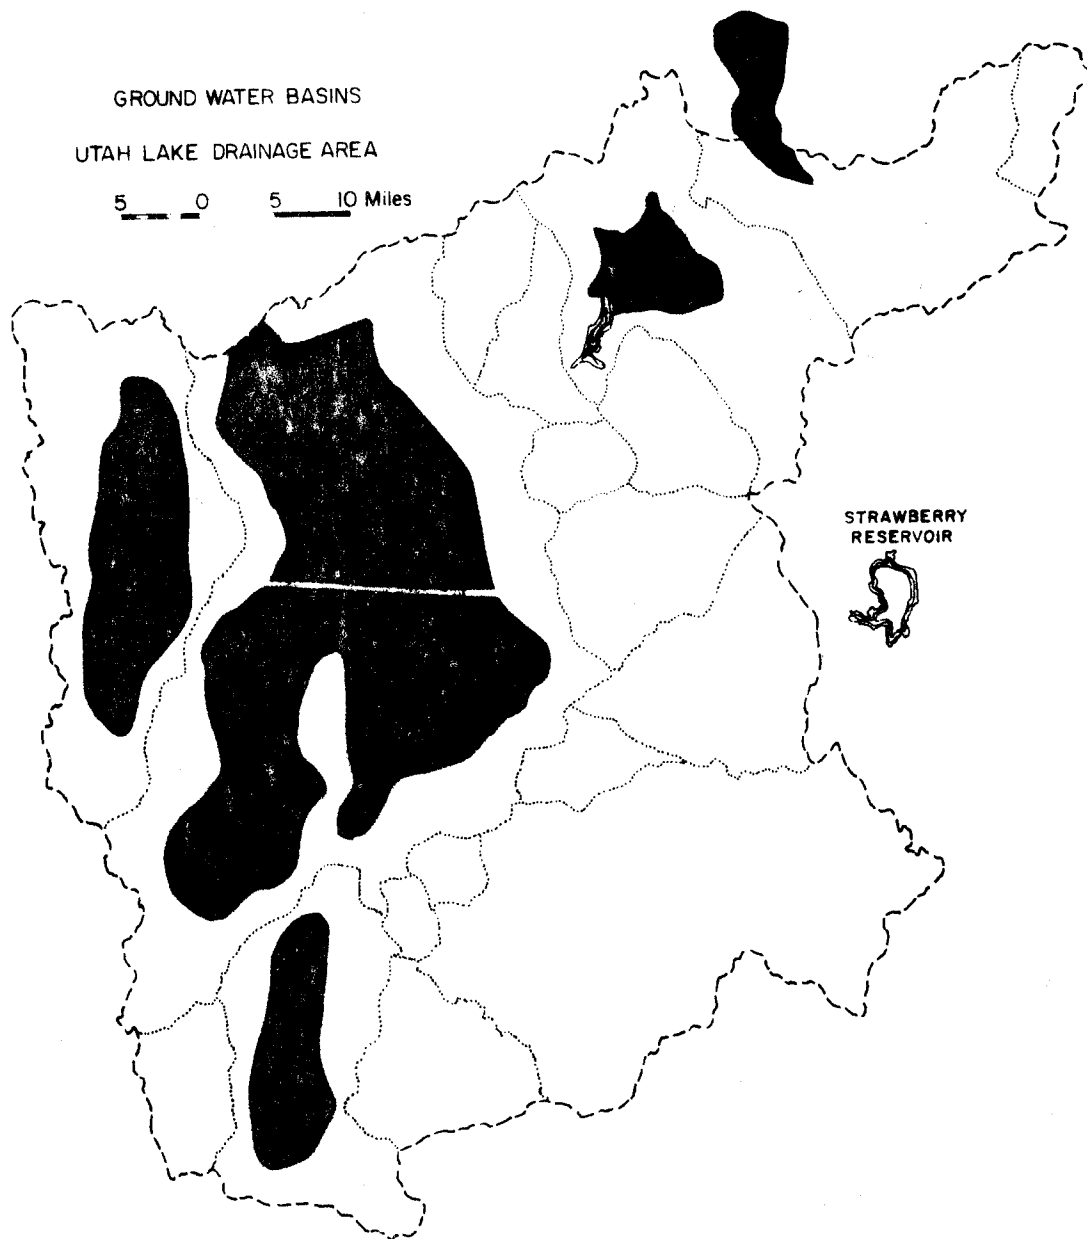 GROUND WATER BASINS
UTAH LAKE DRAINAGE AREA
5 0 5 10 Miles
STRAWBERRY
RESERVOIR